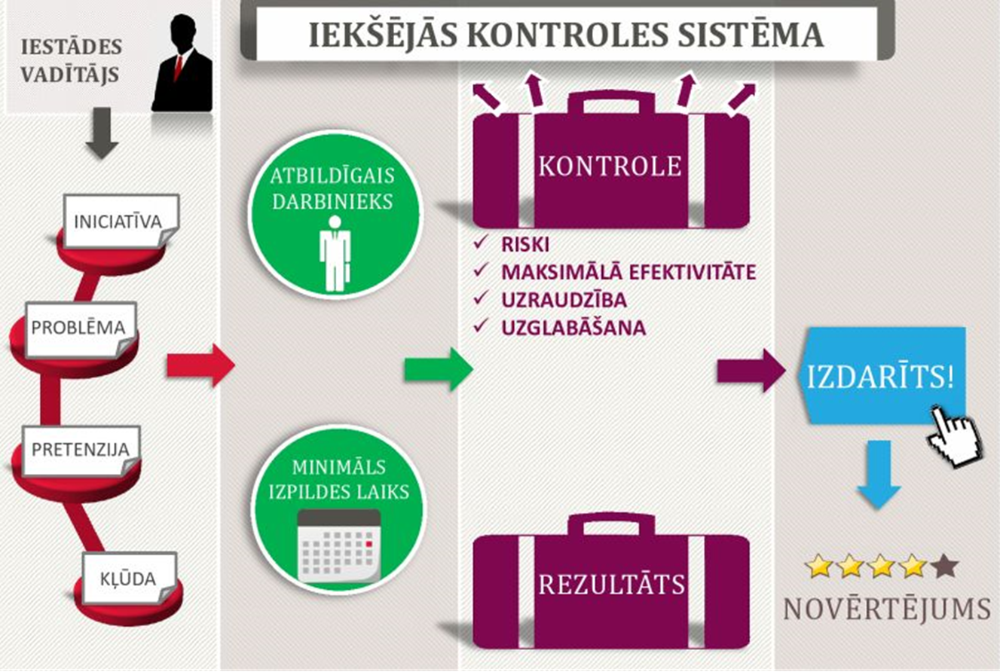 IEKŠĒJĀS KONTROLES SISTĒMA
IESTĀDES
VADĪTĀJS
INICIATĪVA
PROBLĒMA
PRETENZIJA
KĻŪDA
ATBILDĪGAIS
DARBINIEKS
MINIMĀLS
IZPILDES LAIKS
KONTROLE
✓ RISKI
✓ MAKSIMĀLĀ EFEKTIVITĀTE
✓ UZRAUDZĪBA
✓ UZGLABĀŠANA
REZULTĀTS
IZDARĪTS!
NOVĒRTĒJUMS